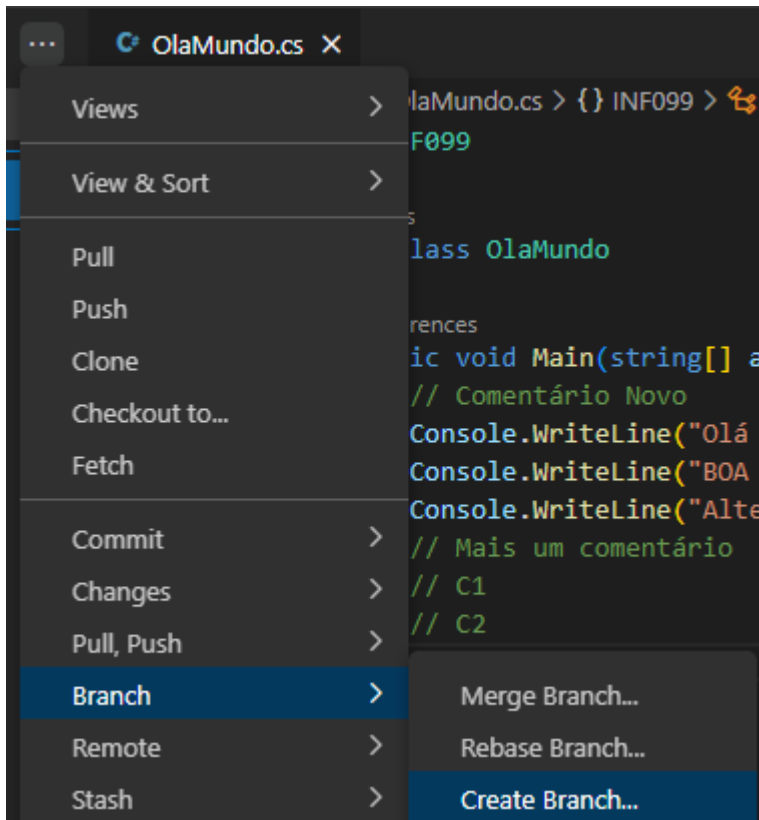 ... C# OlaMundo.cs ×
Views >
View & Sort >
Pull
Push
Clone
Checkout to...
Fetch
Commit >
Changes >
Pull, Push >
Branch >
Remote >
Stash >
Merge Branch...
Rebase Branch...
Create Branch...
laMundo.cs > {} INF099 >
F099
s
lass OlaMundo
rences
ic void Main(string[] a
// Comentário Novo
Console.WriteLine("Olá
Console.WriteLine("BOA
Console.WriteLine("Alte
// Mais um comentário
// C1
// C2